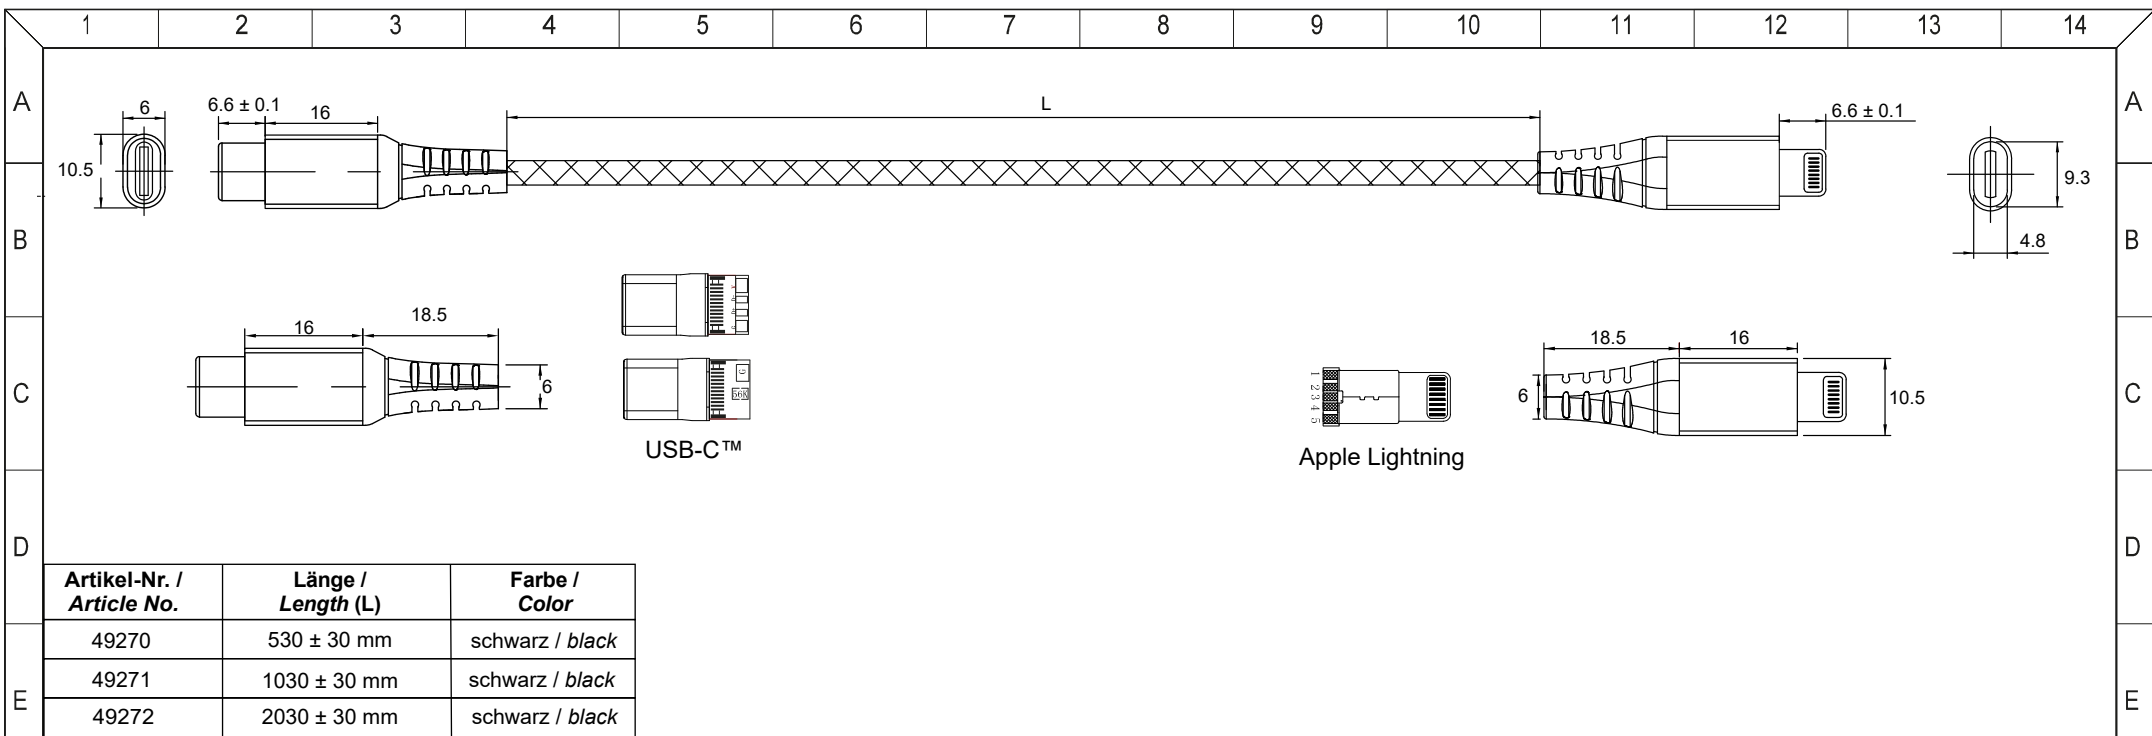 1 2 3 4 5 6 7 8 9 10 11 12 13 14
A A
6 6.6 ± 0.1 16 L 6.6 ± 0.1
10.5 9.3
B B
4.8
16 18.5 18.5 16
6 6 10.5
C C
G
56K
1
2
3
4
5
USB-C™ Apple Lightning
D D
Artikel-Nr. / Länge / Farbe /
Article No. Length (L) Color
49270 530 ± 30 mm schwarz / black
49271 1030 ± 30 mm schwarz / black
E E
49272 2030 ± 30 mm schwarz / black